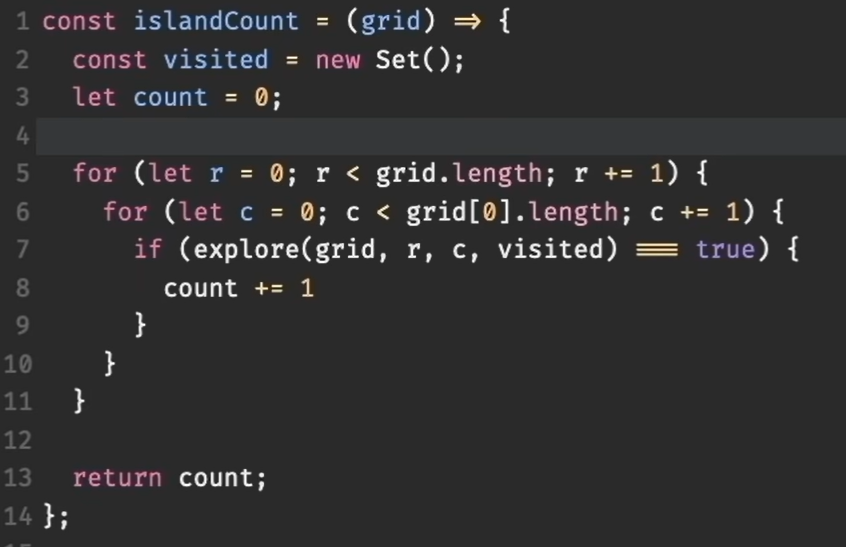 1 const islandCount = (grid) => {
2   const visited = new Set();
3   let count = 0;
4
5   for (let r = 0; r < grid.length; r += 1) {
6     for (let c = 0; c < grid[0].length; c += 1) {
7       if (explore(grid, r, c, visited) === true) {
8         count += 1
9       }
10     }
11   }
12
13   return count;
14 };